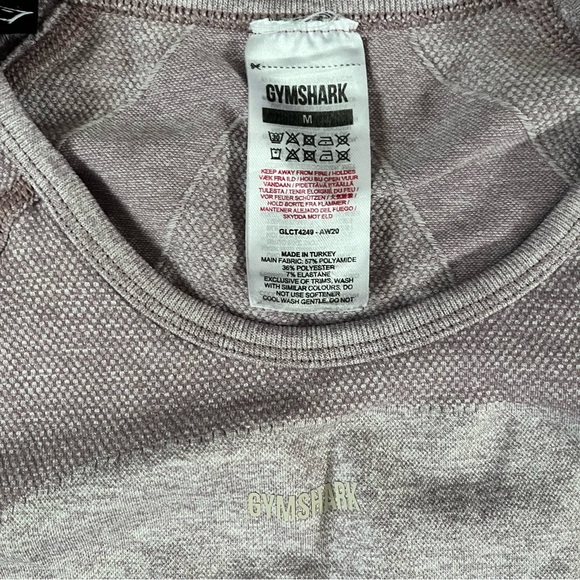 GYMSHARK
M
KEEP AWAY FROM FIRE / HOLDES
VÆK FRA ILD / HOU BIJ OPEN VUUR
VANDAAN / PIDETTÄVÄ ETÄÄLLÄ
TULESTA / TENIR ÉLOIGNÉ DU FEU /
VOR FEUER SCHÜTZEN /
HOLD BORTE FRA FLAMMER /
MANTENER ALEJADO DEL FUEGO /
SKYDDA MOT ELD
GLCT4249 - AW20
MADE IN TURKEY
MAIN FABRIC: 57% POLYAMIDE
36% POLYESTER
7% ELASTANE
EXCLUSIVE OF TRIMS, WASH
WITH SIMILAR COLOURS, DO
NOT USE SOFTENER
COOL WASH GENTLE, DO NOT
GYMSHARK